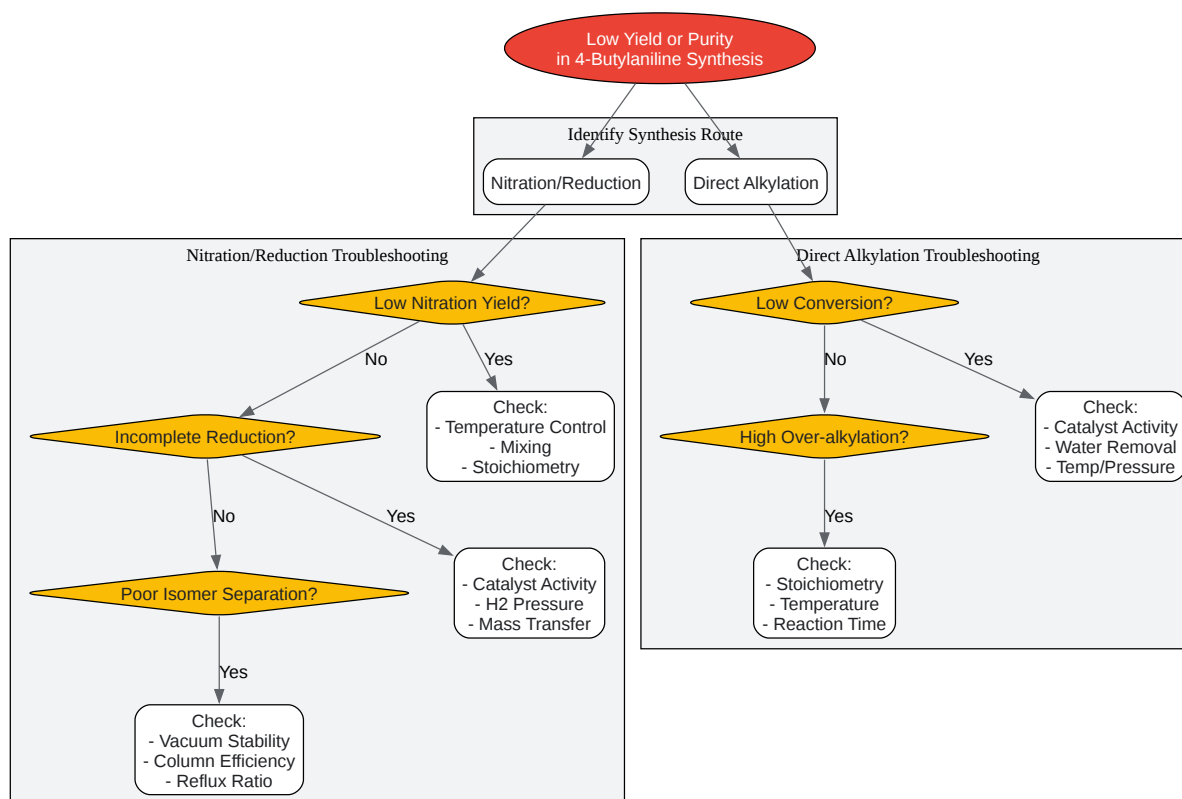 Low Yield or Purity
in 4-Butylaniline Synthesis
Identify Synthesis Route
Nitration/Reduction
Direct Alkylation
Nitration/Reduction Troubleshooting
Low Nitration Yield?
No
Yes
Incomplete Reduction?
Check:
- Temperature Control
- Mixing
- Stoichiometry
No
Yes
Poor Isomer Separation?
Check:
- Catalyst Activity
- H2 Pressure
- Mass Transfer
Yes
Check:
- Vacuum Stability
- Column Efficiency
- Reflux Ratio
Direct Alkylation Troubleshooting
Low Conversion?
No
Yes
High Over-alkylation?
Check:
- Catalyst Activity
- Water Removal
- Temp/Pressure
Yes
Check:
- Stoichiometry
- Temperature
- Reaction Time